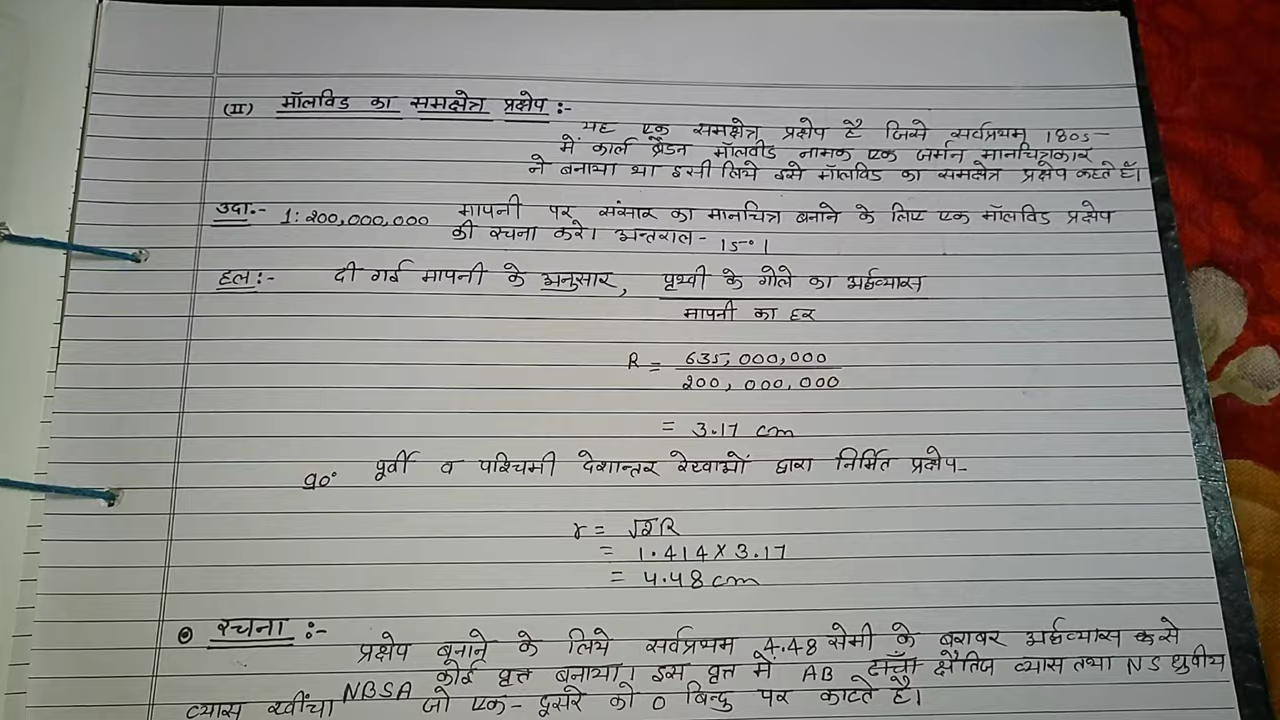 (II) मॉलविड का समक्षेत्र प्रक्षेप :-
यह एक समक्षेत्र प्रक्षेप है जिसे सर्वप्रथम 1805
में कार्ल ब्रैंडन मॉलवीड नामक एक जर्मन मानचित्रकार
ने बनाया था इसी लिये इसे मॉलविड का समक्षेत्र प्रक्षेप कहते हैं।
उदा.- 1:200,000,000 मापनी पर संसार का मानचित्र बनाने के लिए एक मॉलविड प्रक्षेप
की रचना करे। अन्तराल- 15°।
हल:- दी गई मापनी के अनुसार, पृथ्वी के गोले का अर्द्धव्यास
मापनी का हर
R = 635,000,000
200,000,000
= 3.17 cm
90° पूर्वी व पश्चिमी देशान्तर रेखाओं द्वारा निर्मित प्रक्षेप-
r = √2R
= 1.414 X 3.17
= 4.48 cm
रचना :-
प्रक्षेप बनाने के लिये सर्वप्रथम 4.48 सेमी के बराबर अर्द्धव्यास से
कोई वृत्त बनाया। इस वृत्त में AB क्षैतिज व्यास तथा NS ध्रुवीय
व्यास खींचा NBSA जो एक-दूसरे को 0 बिन्दु पर काटते है।